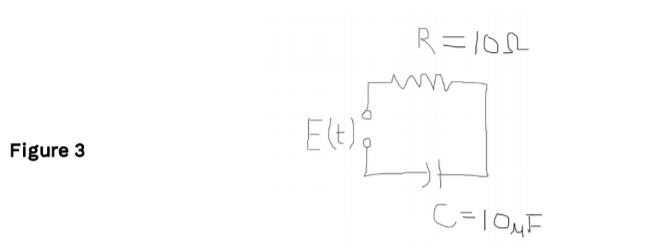 R=10Ω
E(t)
Figure 3
C=10μF